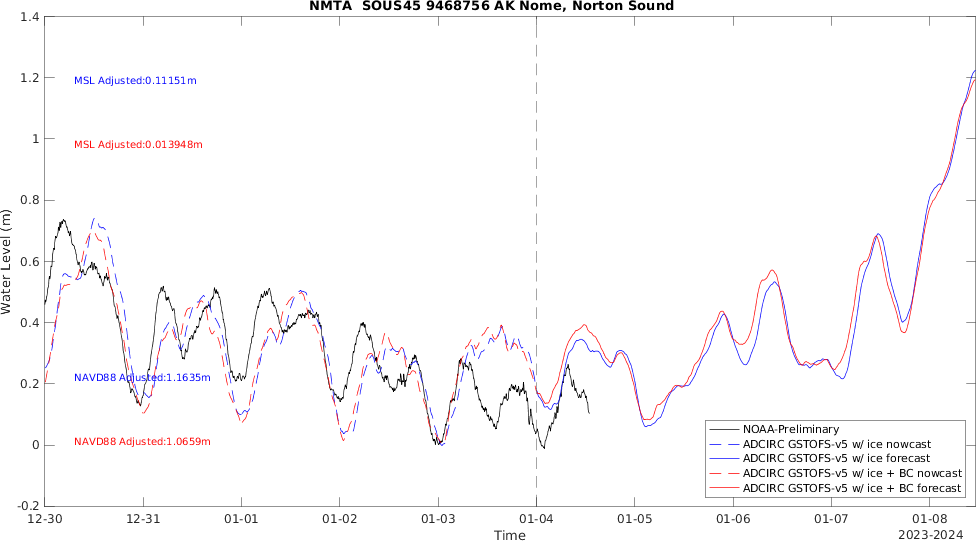 NMTA SOUS45 9468756 AK Nome, Norton Sound
1.4
1.2
1
0.8
0.6
0.4
0.2
0
-0.2
Water Level (m)
MSL Adjusted:0.11151m
MSL Adjusted:0.013948m
NAVD88 Adjusted:1.1635m
NAVD88 Adjusted:1.0659m
NOAA-Preliminary
ADCIRC GSTOFS-v5 w/ ice nowcast
ADCIRC GSTOFS-v5 w/ ice forecast
ADCIRC GSTOFS-v5 w/ ice + BC nowcast
ADCIRC GSTOFS-v5 w/ ice + BC forecast
12-30 12-31 01-01 01-02 01-03 01-04 01-05 01-06 01-07 01-08
Time
2023-2024